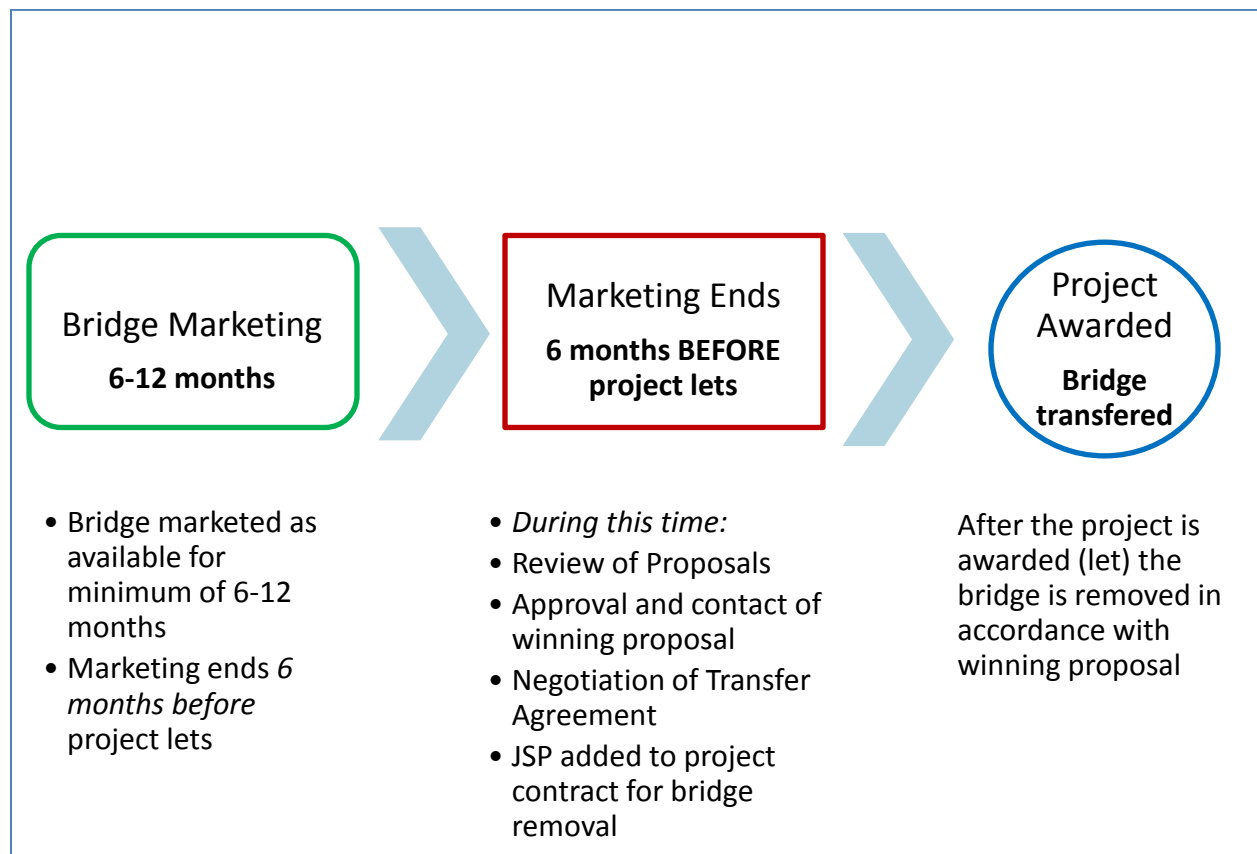 Bridge Marketing
6-12 months
• Bridge marketed as
available for
minimum of 6-12
months
• Marketing ends 6
months before
project lets
Marketing Ends
6 months BEFORE
project lets
• During this time:
• Review of Proposals
• Approval and contact of
winning proposal
• Negotiation of Transfer
Agreement
• JSP added to project
contract for bridge
removal
Project
Awarded
Bridge
transfered
After the project is
awarded (let) the
bridge is removed in
accordance with
winning proposal